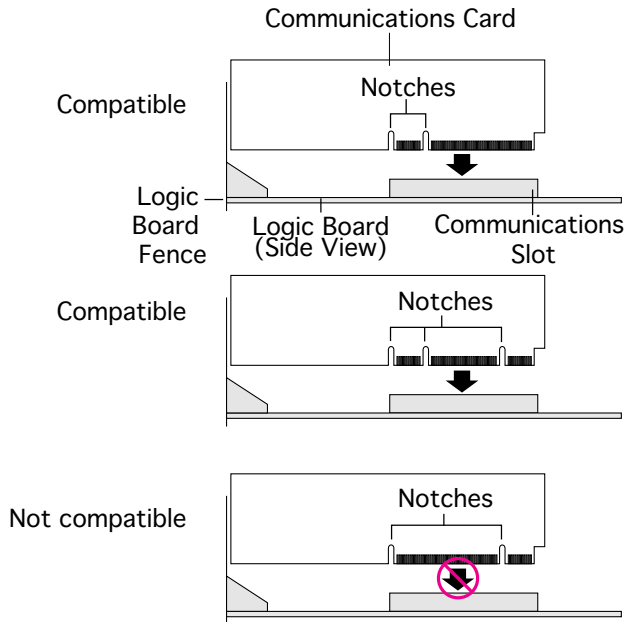 Communications Card
Compatible
Notches
Logic
Board
Fence
Logic Board
(Side View)
Communications
Slot
Compatible
Notches
Not compatible
Notches